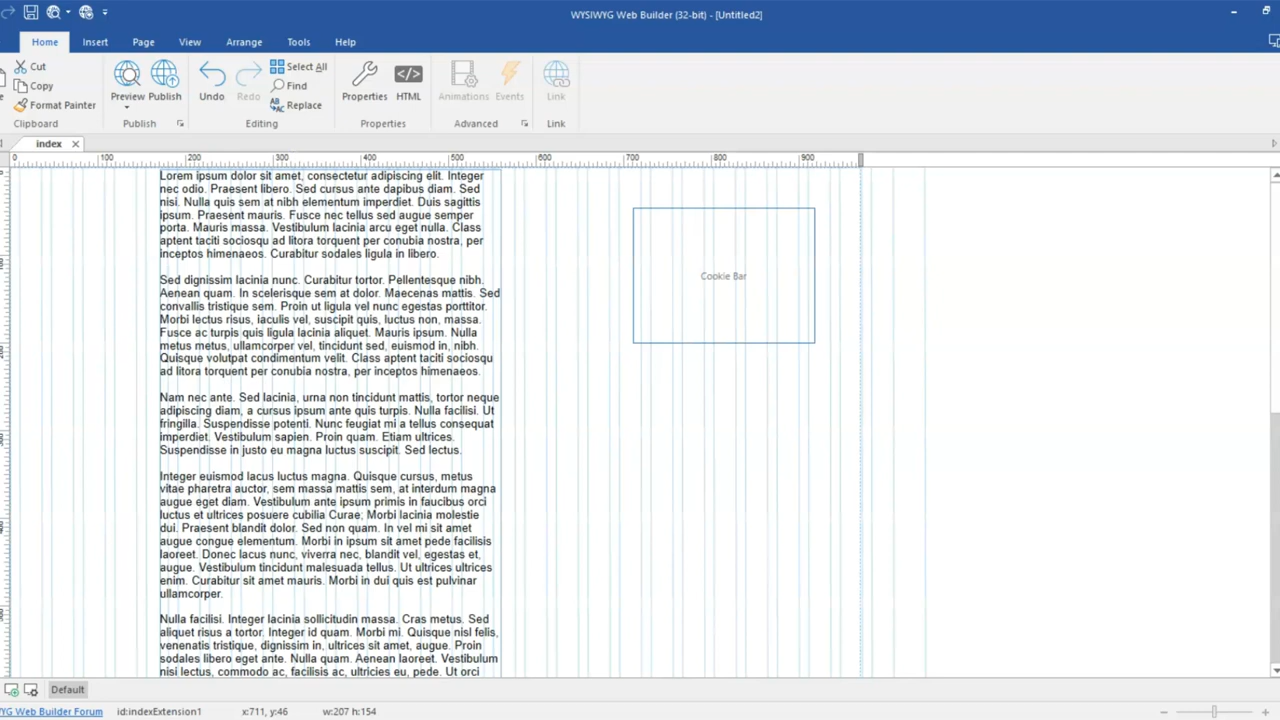 WYSIWYG Web Builder (32-bit) - [Untitled2]
Home Insert Page View Arrange Tools Help
Cut
Copy
Format Painter
Clipboard
Preview Publish
Publish
Undo Redo
Select All
Find
Replace
Editing
Properties HTML
Properties
Animations Events
Advanced
Link
Link
index
0 100 200 300 400 500 600 700 800 900
Lorem ipsum dolor sit amet, consectetur adipiscing elit. Integer
nec odio. Praesent libero. Sed cursus ante dapibus diam. Sed
nisi. Nulla quis sem at nibh elementum imperdiet. Duis sagittis
ipsum. Praesent mauris. Fusce nec tellus sed augue semper
porta. Mauris massa. Vestibulum lacinia arcu eget nulla. Class
aptent taciti sociosqu ad litora torquent per conubia nostra, per
inceptos himenaeos. Curabitur sodales ligula in libero.
Sed dignissim lacinia nunc. Curabitur tortor. Pellentesque nibh.
Aenean quam. In scelerisque sem at dolor. Maecenas mattis. Sed
convallis tristique sem. Proin ut ligula vel nunc egestas porttitor.
Morbi lectus risus, iaculis vel, suscipit quis, luctus non, massa.
Fusce ac turpis quis ligula lacinia aliquet. Mauris ipsum. Nulla
metus metus, ullamcorper vel, tincidunt sed, euismod in, nibh.
Quisque volutpat condimentum velit. Class aptent taciti sociosqu
ad litora torquent per conubia nostra, per inceptos himenaeos.
Nam nec ante. Sed lacinia, urna non tincidunt mattis, tortor neque
adipiscing diam, a cursus ipsum ante quis turpis. Nulla facilisi. Ut
fringilla. Suspendisse potenti. Nunc feugiat mi a tellus consequat
imperdiet. Vestibulum sapien. Proin quam. Etiam ultrices.
Suspendisse in justo eu magna luctus suscipit. Sed lectus.
Integer euismod lacus luctus magna. Quisque cursus, metus
vitae pharetra auctor, sem massa mattis sem, at interdum magna
augue eget diam. Vestibulum ante ipsum primis in faucibus orci
luctus et ultrices posuere cubilia Curae; Morbi lacinia molestie
dui. Praesent blandit dolor. Sed non quam. In vel mi sit amet
augue congue elementum. Morbi in ipsum sit amet pede facilisis
laoreet. Donec lacus nunc, viverra nec, blandit vel, egestas et,
augue. Vestibulum tincidunt malesuada tellus. Ut ultrices ultrices
enim. Curabitur sit amet mauris. Morbi in dui quis est pulvinar
ullamcorper.
Nulla facilisi. Integer lacinia sollicitudin massa. Cras metus. Sed
aliquet risus a tortor. Integer id quam. Morbi mi. Quisque nisl felis,
venenatis tristique, dignissim in, ultrices sit amet, augue. Proin
sodales libero eget ante. Nulla quam. Aenean laoreet. Vestibulum
nisi lectus, commodo ac, facilisis ac, ultricies eu, pede. Ut orci
Cookie Bar
Default
YG Web Builder Forum id:indexExtension1 x:711, y:46 w:207 h:154